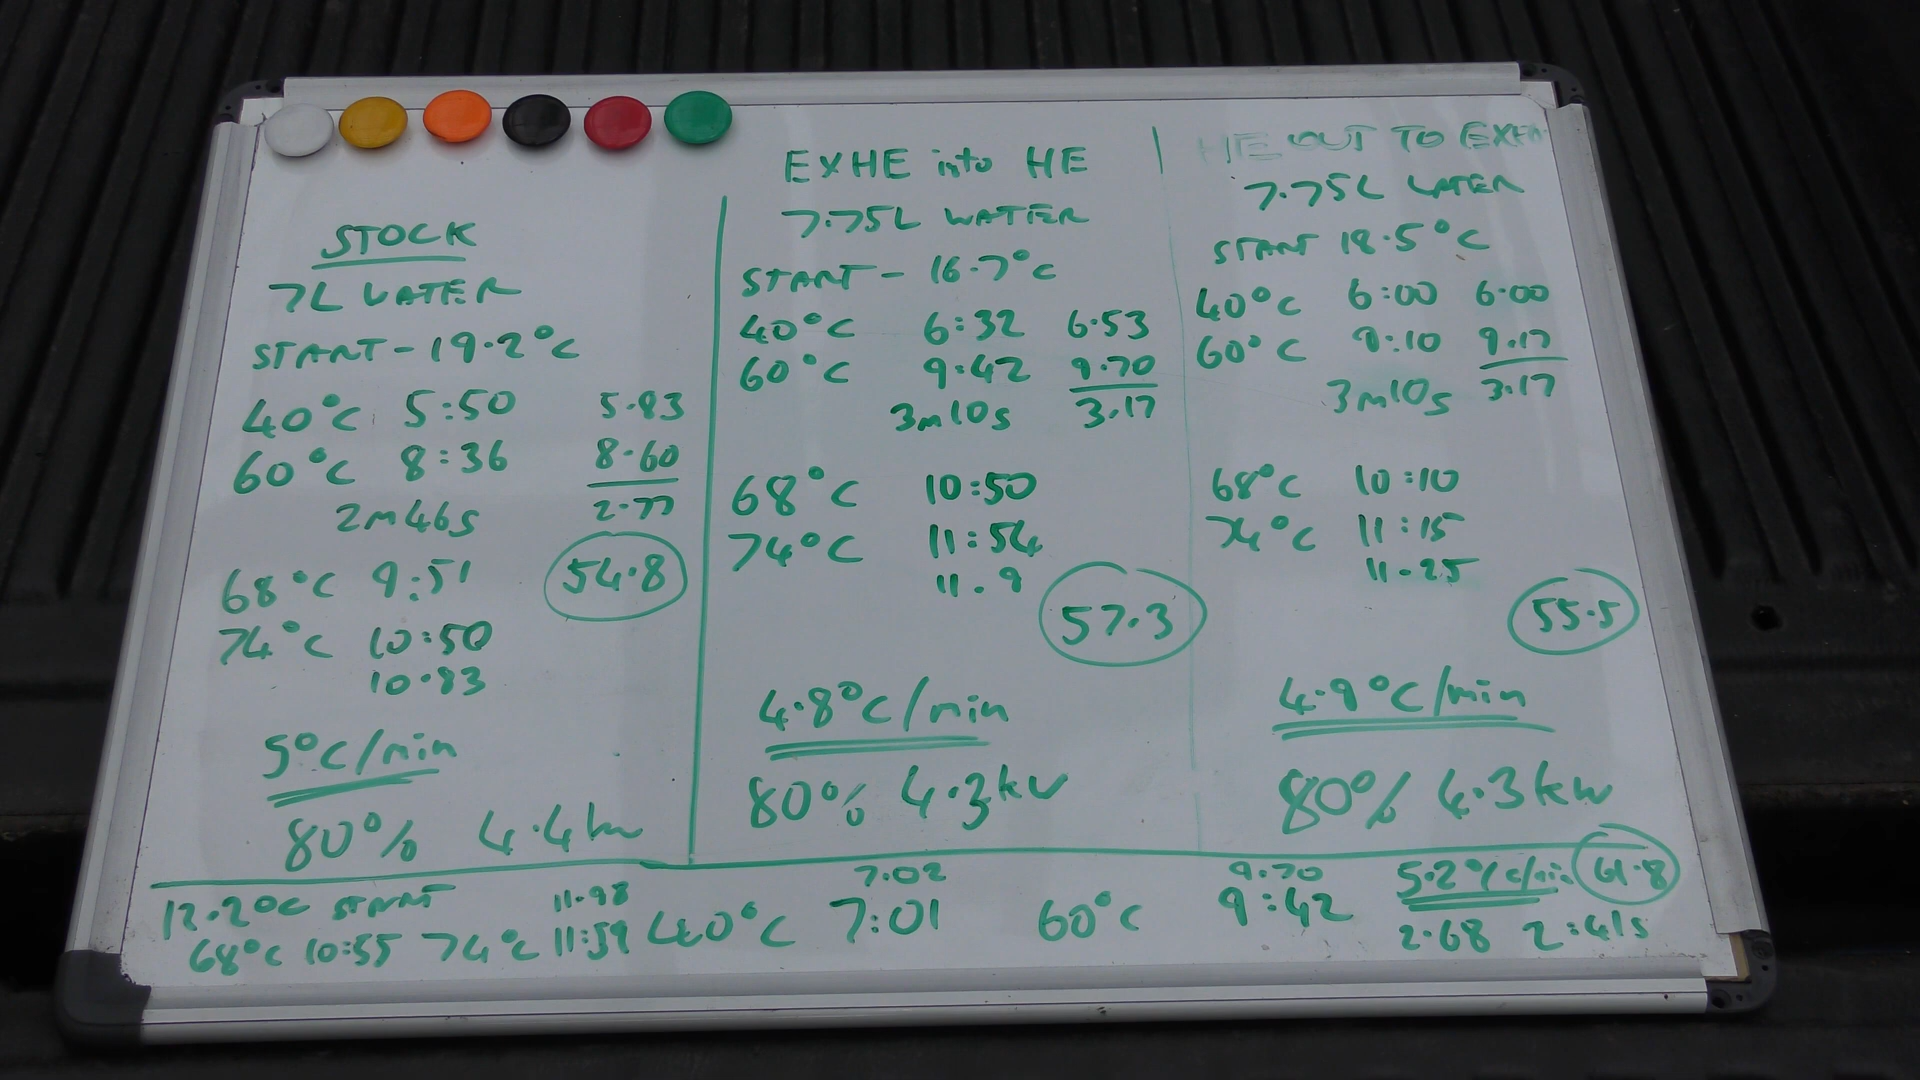 STOCK
7L WATER
START - 19.2°C
40°C 5:50 5.83
60°C 8:36 8.60
2m46s 2.77
68°C 9:51 54.8
74°C 10:50
10.83
5°C/min
80% 4.4kw
EXHE into HE
7.75L WATER
START - 16.7°C
40°C 6:32 6.53
60°C 9:42 9.70
3m10s 3.17
68°C 10:50
74°C 11:54
11.9
57.3
4.8°C/min
80% 4.3kw
HE OUT TO EXH
7.75L WATER
START 18.5°C
40°C 6:00 6.00
60°C 9:10 9.17
3m10s 3.17
68°C 10:10
74°C 11:15
11.25
55.5
4.9°C/min
80% 4.3kw
12.2°C START 11.98 7.02 9.70 5.2°C/min 61.8
68°C 10:55 74°C 11:59 40°C 7:01 60°C 9:42 2.68 2:41s